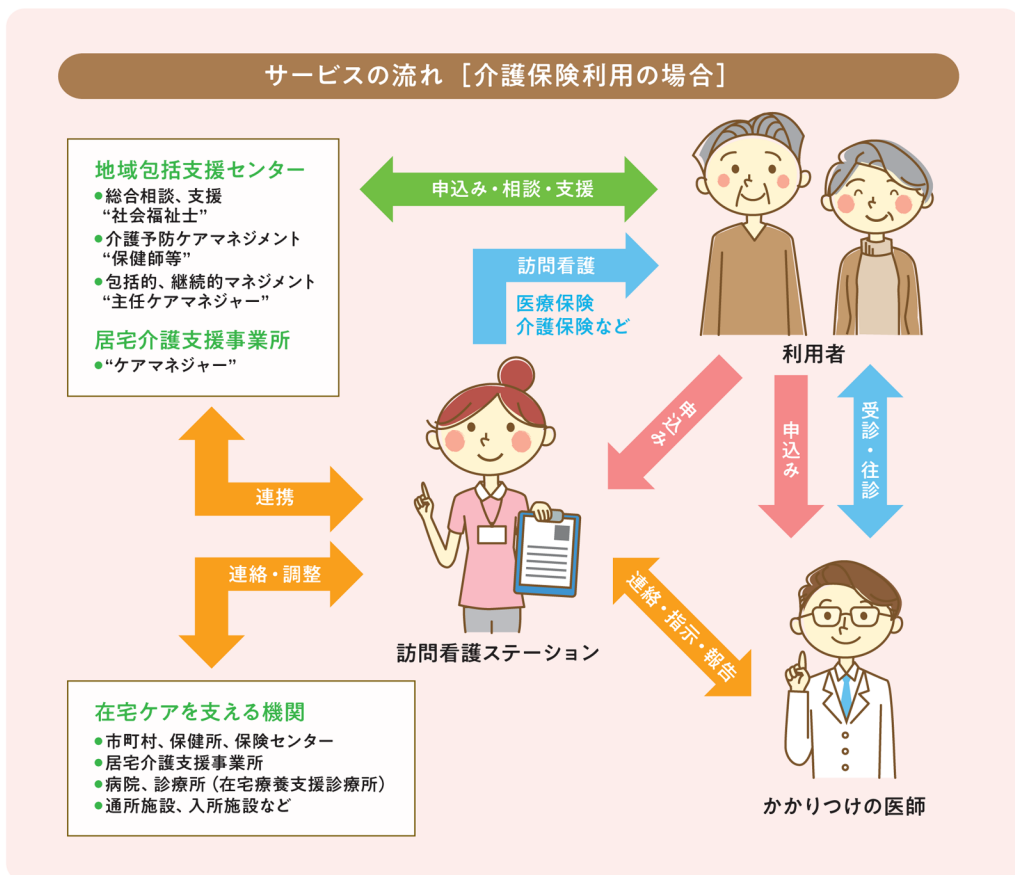 サービスの流れ［介護保険利用の場合］
地域包括支援センター
●総合相談、支援
“社会福祉士”
●介護予防ケアマネジメント
“保健師等”
●包括的、継続的マネジメント
“主任ケアマネジャー”
居宅介護支援事業所
●“ケアマネジャー”
申込み・相談・支援
訪問看護
医療保険
介護保険など
利用者
申込み
申込み
受診・往診
連携
連絡・調整
訪問看護ステーション
連絡・指示・報告
かかりつけの医師
在宅ケアを支える機関
●市町村、保健所、保険センター
●居宅介護支援事業所
●病院、診療所（在宅療養支援診療所）
●通所施設、入所施設など